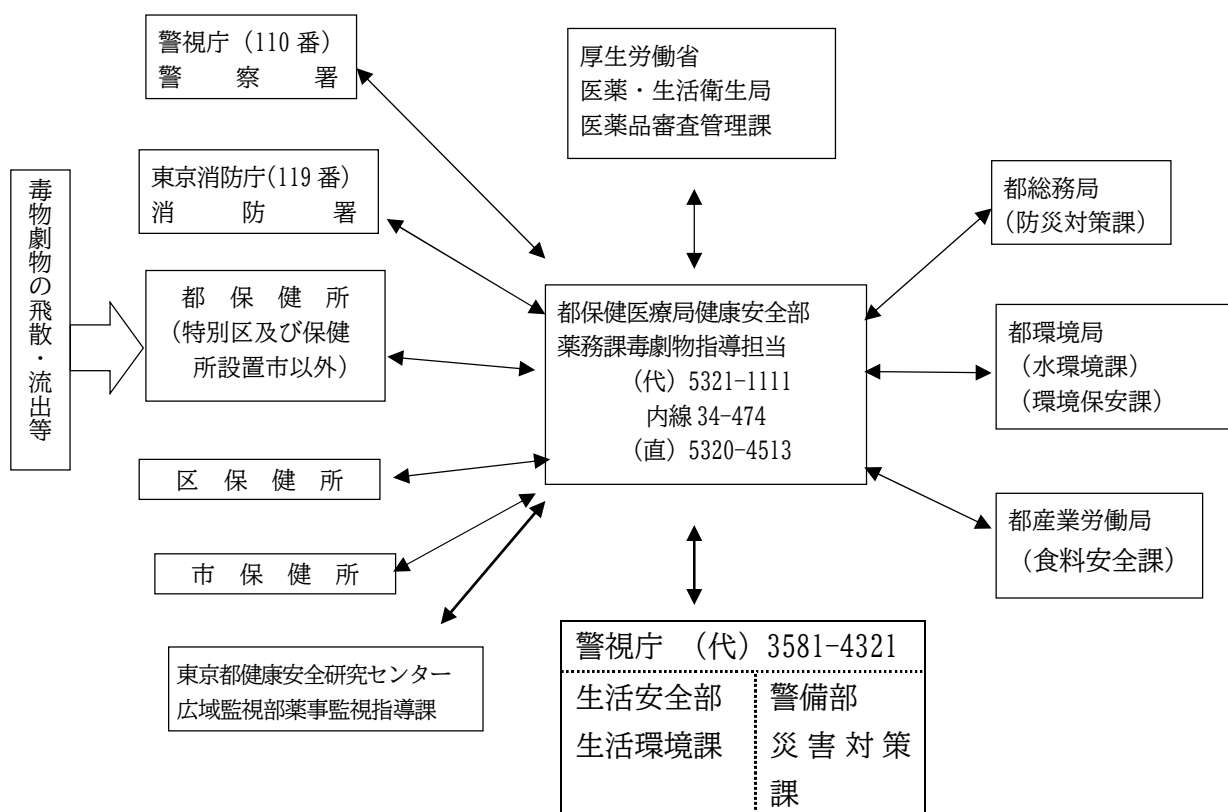 警視庁（110 番）
警察署
厚生労働省
医薬・生活衛生局
医薬品審査管理課
東京消防庁(119 番)
消防署
毒物劇物の飛散・流出等
都保健所
（特別区及び保健
所設置市以外）
区保健所
市保健所
東京都健康安全研究センター
広域監視部薬事監視指導課
都保健医療局健康安全部
薬務課毒劇物指導担当
（代）5321-1111
内線 34-474
（直）5320-4513
都総務局
（防災対策課）
都環境局
（水環境課）
（環境保安課）
都産業労働局
（食料安全課）
警視庁 （代）3581-4321
生活安全部
生活環境課
警備部
災害対策
課